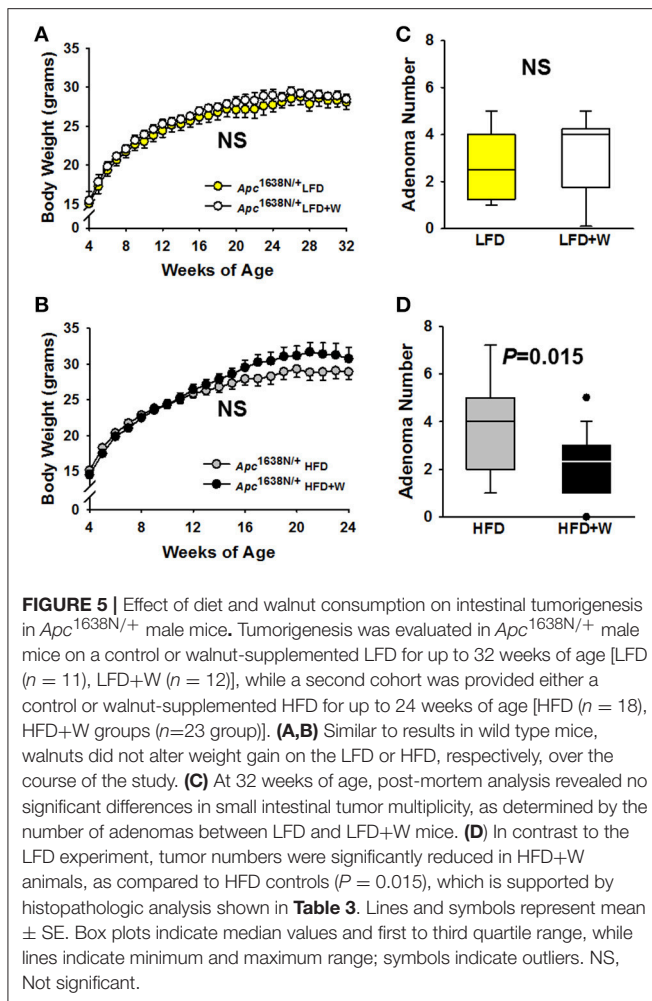 A
Body Weight (grams)
35
30
25
20
15
0
NS
Apc1638N/+ LFD
Apc1638N/+ LFD+W
4 8 12 16 20 24 28 32
Weeks of Age
C
Adenoma Number
8
6
4
2
0
NS
LFD LFD+W
B
Body Weight (grams)
35
30
25
20
15
0
NS
Apc1638N/+ HFD
Apc1638N/+ HFD+W
4 8 12 16 20 24
Weeks of Age
D
Adenoma Number
8
6
4
2
0
P=0.015
HFD HFD+W
FIGURE 5 | Effect of diet and walnut consumption on intestinal tumorigenesis
in Apc1638N/+ male mice. Tumorigenesis was evaluated in Apc1638N/+ male
mice on a control or walnut-supplemented LFD for up to 32 weeks of age [LFD
(n = 11), LFD+W (n = 12)], while a second cohort was provided either a
control or walnut-supplemented HFD for up to 24 weeks of age [HFD (n = 18),
HFD+W groups (n=23 group)]. (A,B) Similar to results in wild type mice,
walnuts did not alter weight gain on the LFD or HFD, respectively, over the
course of the study. (C) At 32 weeks of age, post-mortem analysis revealed no
significant differences in small intestinal tumor multiplicity, as determined by the
number of adenomas between LFD and LFD+W mice. (D) In contrast to the
LFD experiment, tumor numbers were significantly reduced in HFD+W
animals, as compared to HFD controls (P = 0.015), which is supported by
histopathologic analysis shown in Table 3. Lines and symbols represent mean
± SE. Box plots indicate median values and first to third quartile range, while
lines indicate minimum and maximum range; symbols indicate outliers. NS,
Not significant.